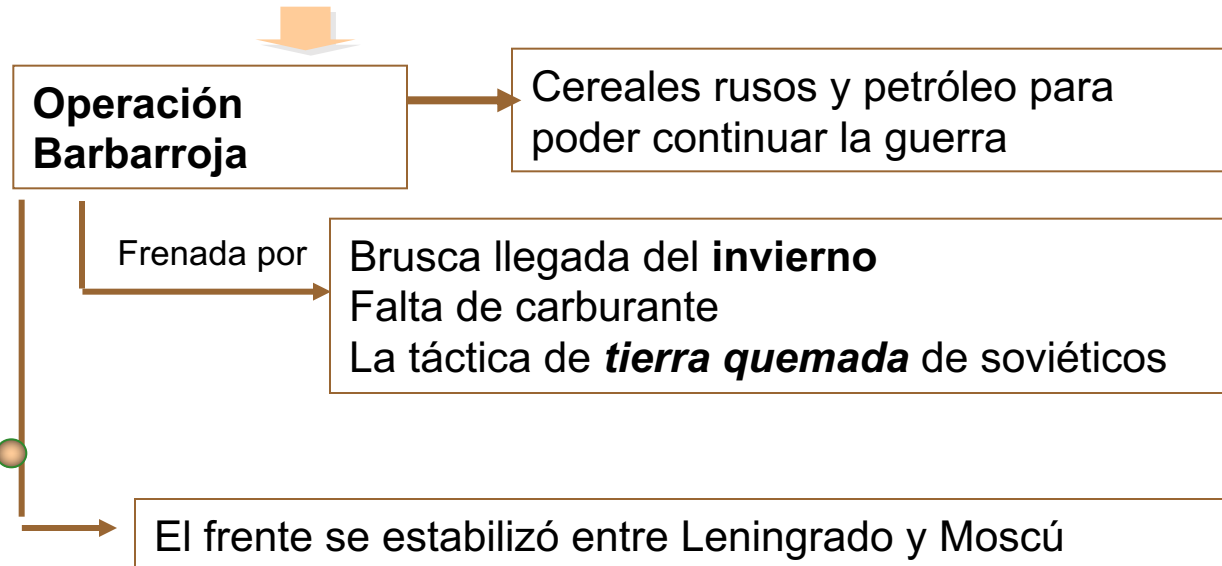 Operación
Barbarroja
Cereales rusos y petróleo para
poder continuar la guerra
Frenada por
Brusca llegada del invierno
Falta de carburante
La táctica de tierra quemada de soviéticos
El frente se estabilizó entre Leningrado y Moscú